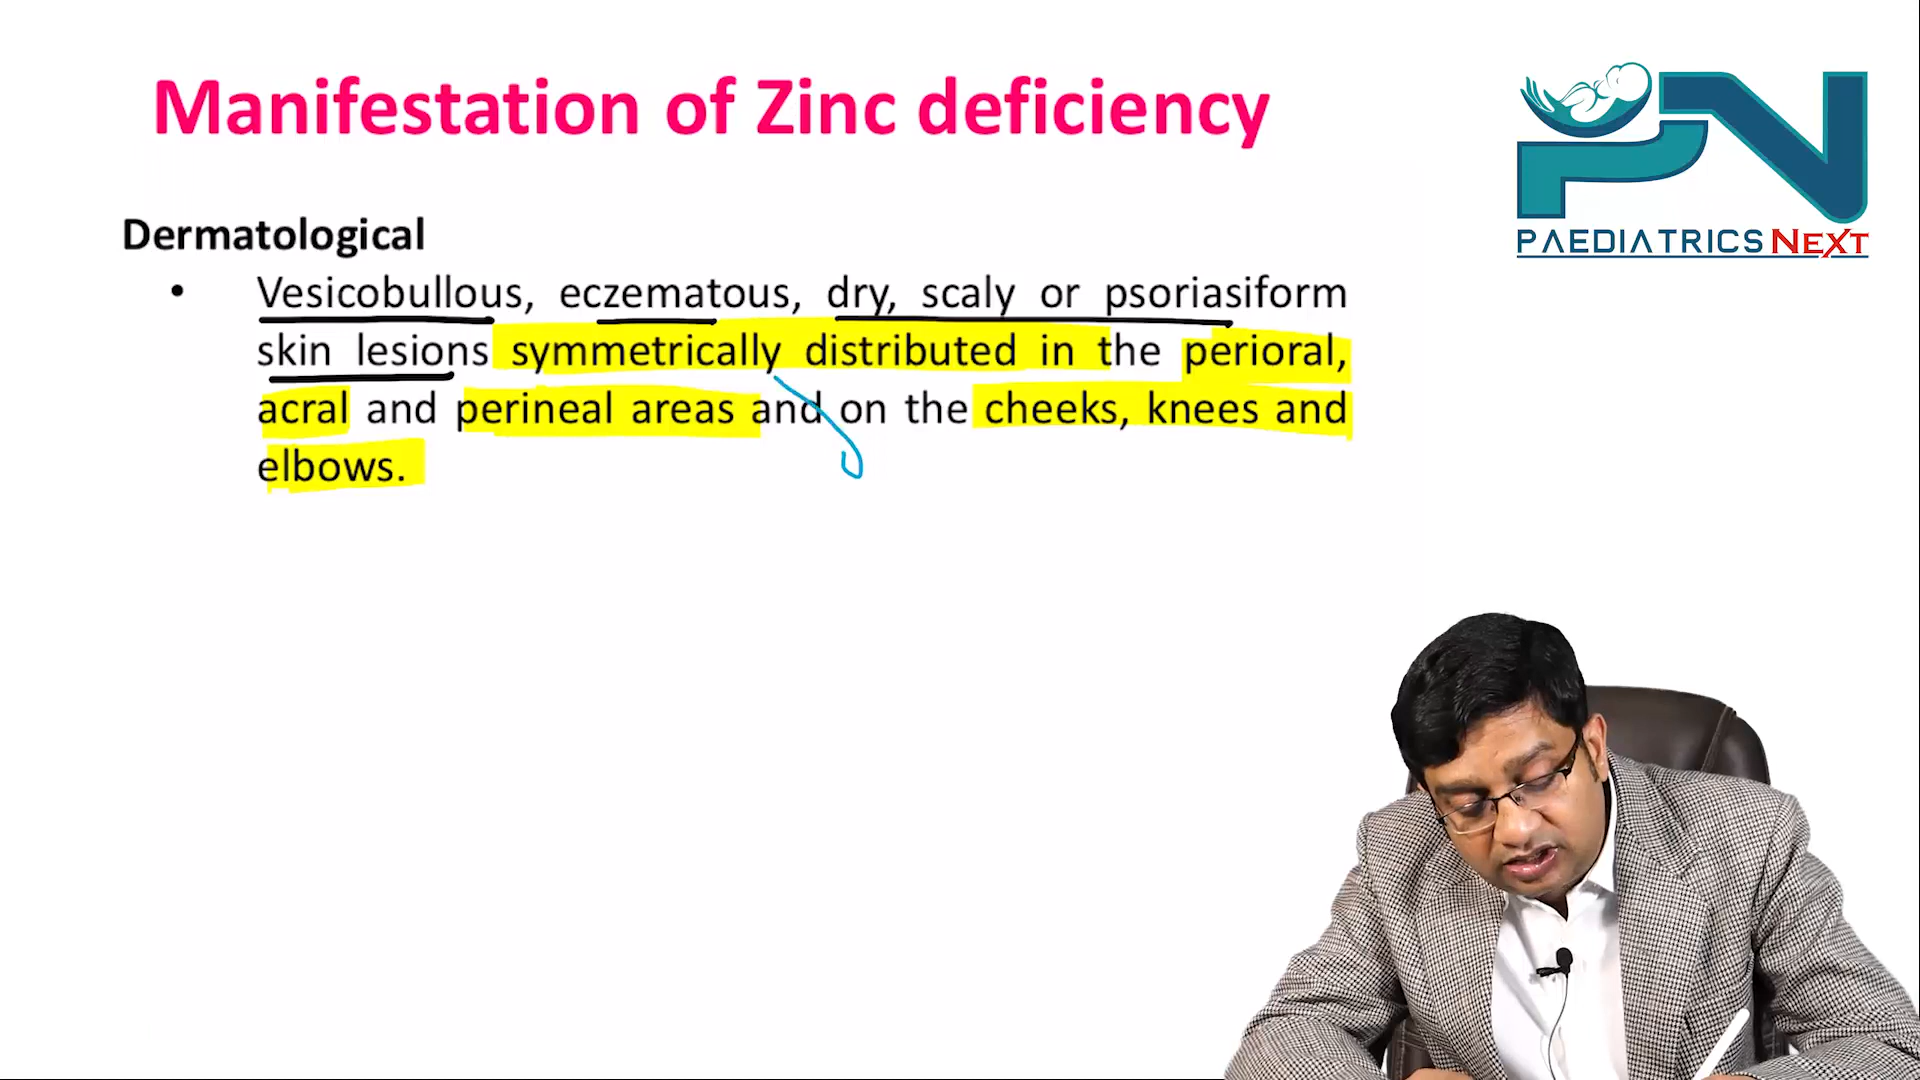 Manifestation of Zinc deficiency
PAEDIATRICS NEXT
Dermatological
• Vesicobullous, eczematous, dry, scaly or psoriasiform
skin lesions symmetrically distributed in the perioral,
acral and perineal areas and on the cheeks, knees and
elbows.